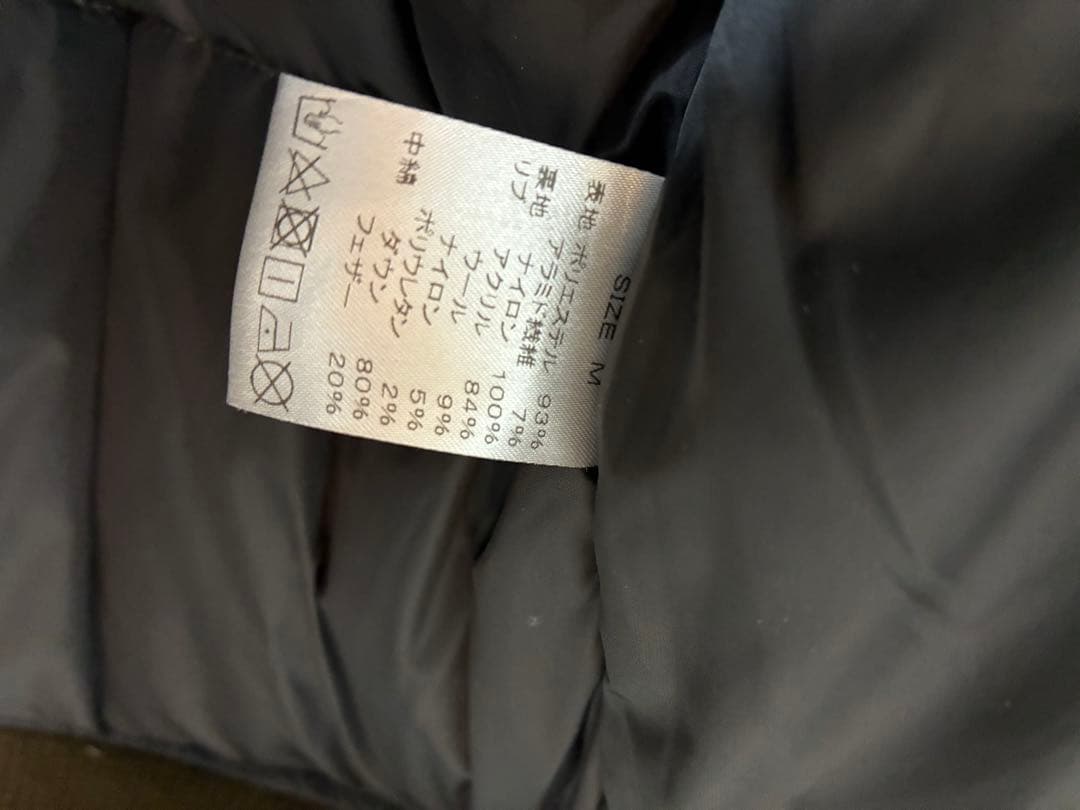 SIZE M
表地 ポリエステル 93%
アラミド繊維 7%
裏地 ナイロン 100%
リブ アクリル 84%
ウール 9%
ナイロン 5%
ポリウレタン 2%
中綿 ダウン 80%
フェザー 20%